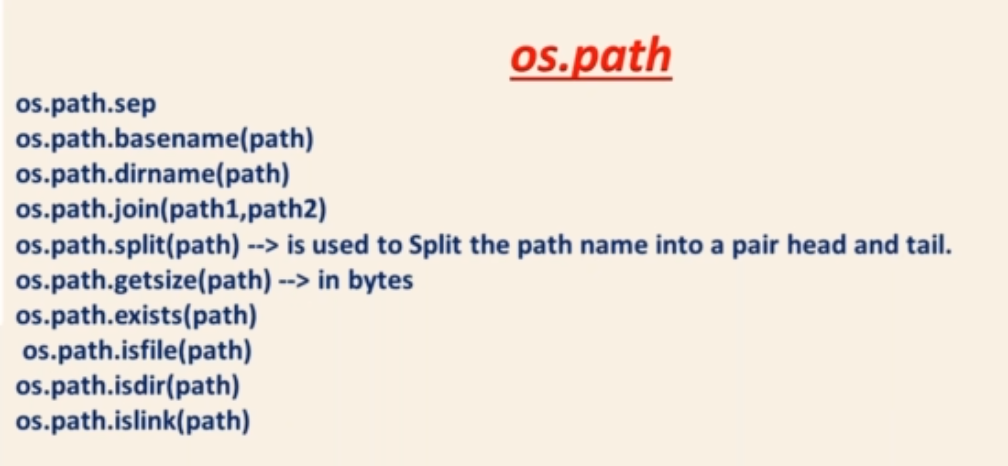 os.path
os.path.sep
os.path.basename(path)
os.path.dirname(path)
os.path.join(path1,path2)
os.path.split(path) --> is used to Split the path name into a pair head and tail.
os.path.getsize(path) --> in bytes
os.path.exists(path)
os.path.isfile(path)
os.path.isdir(path)
os.path.islink(path)